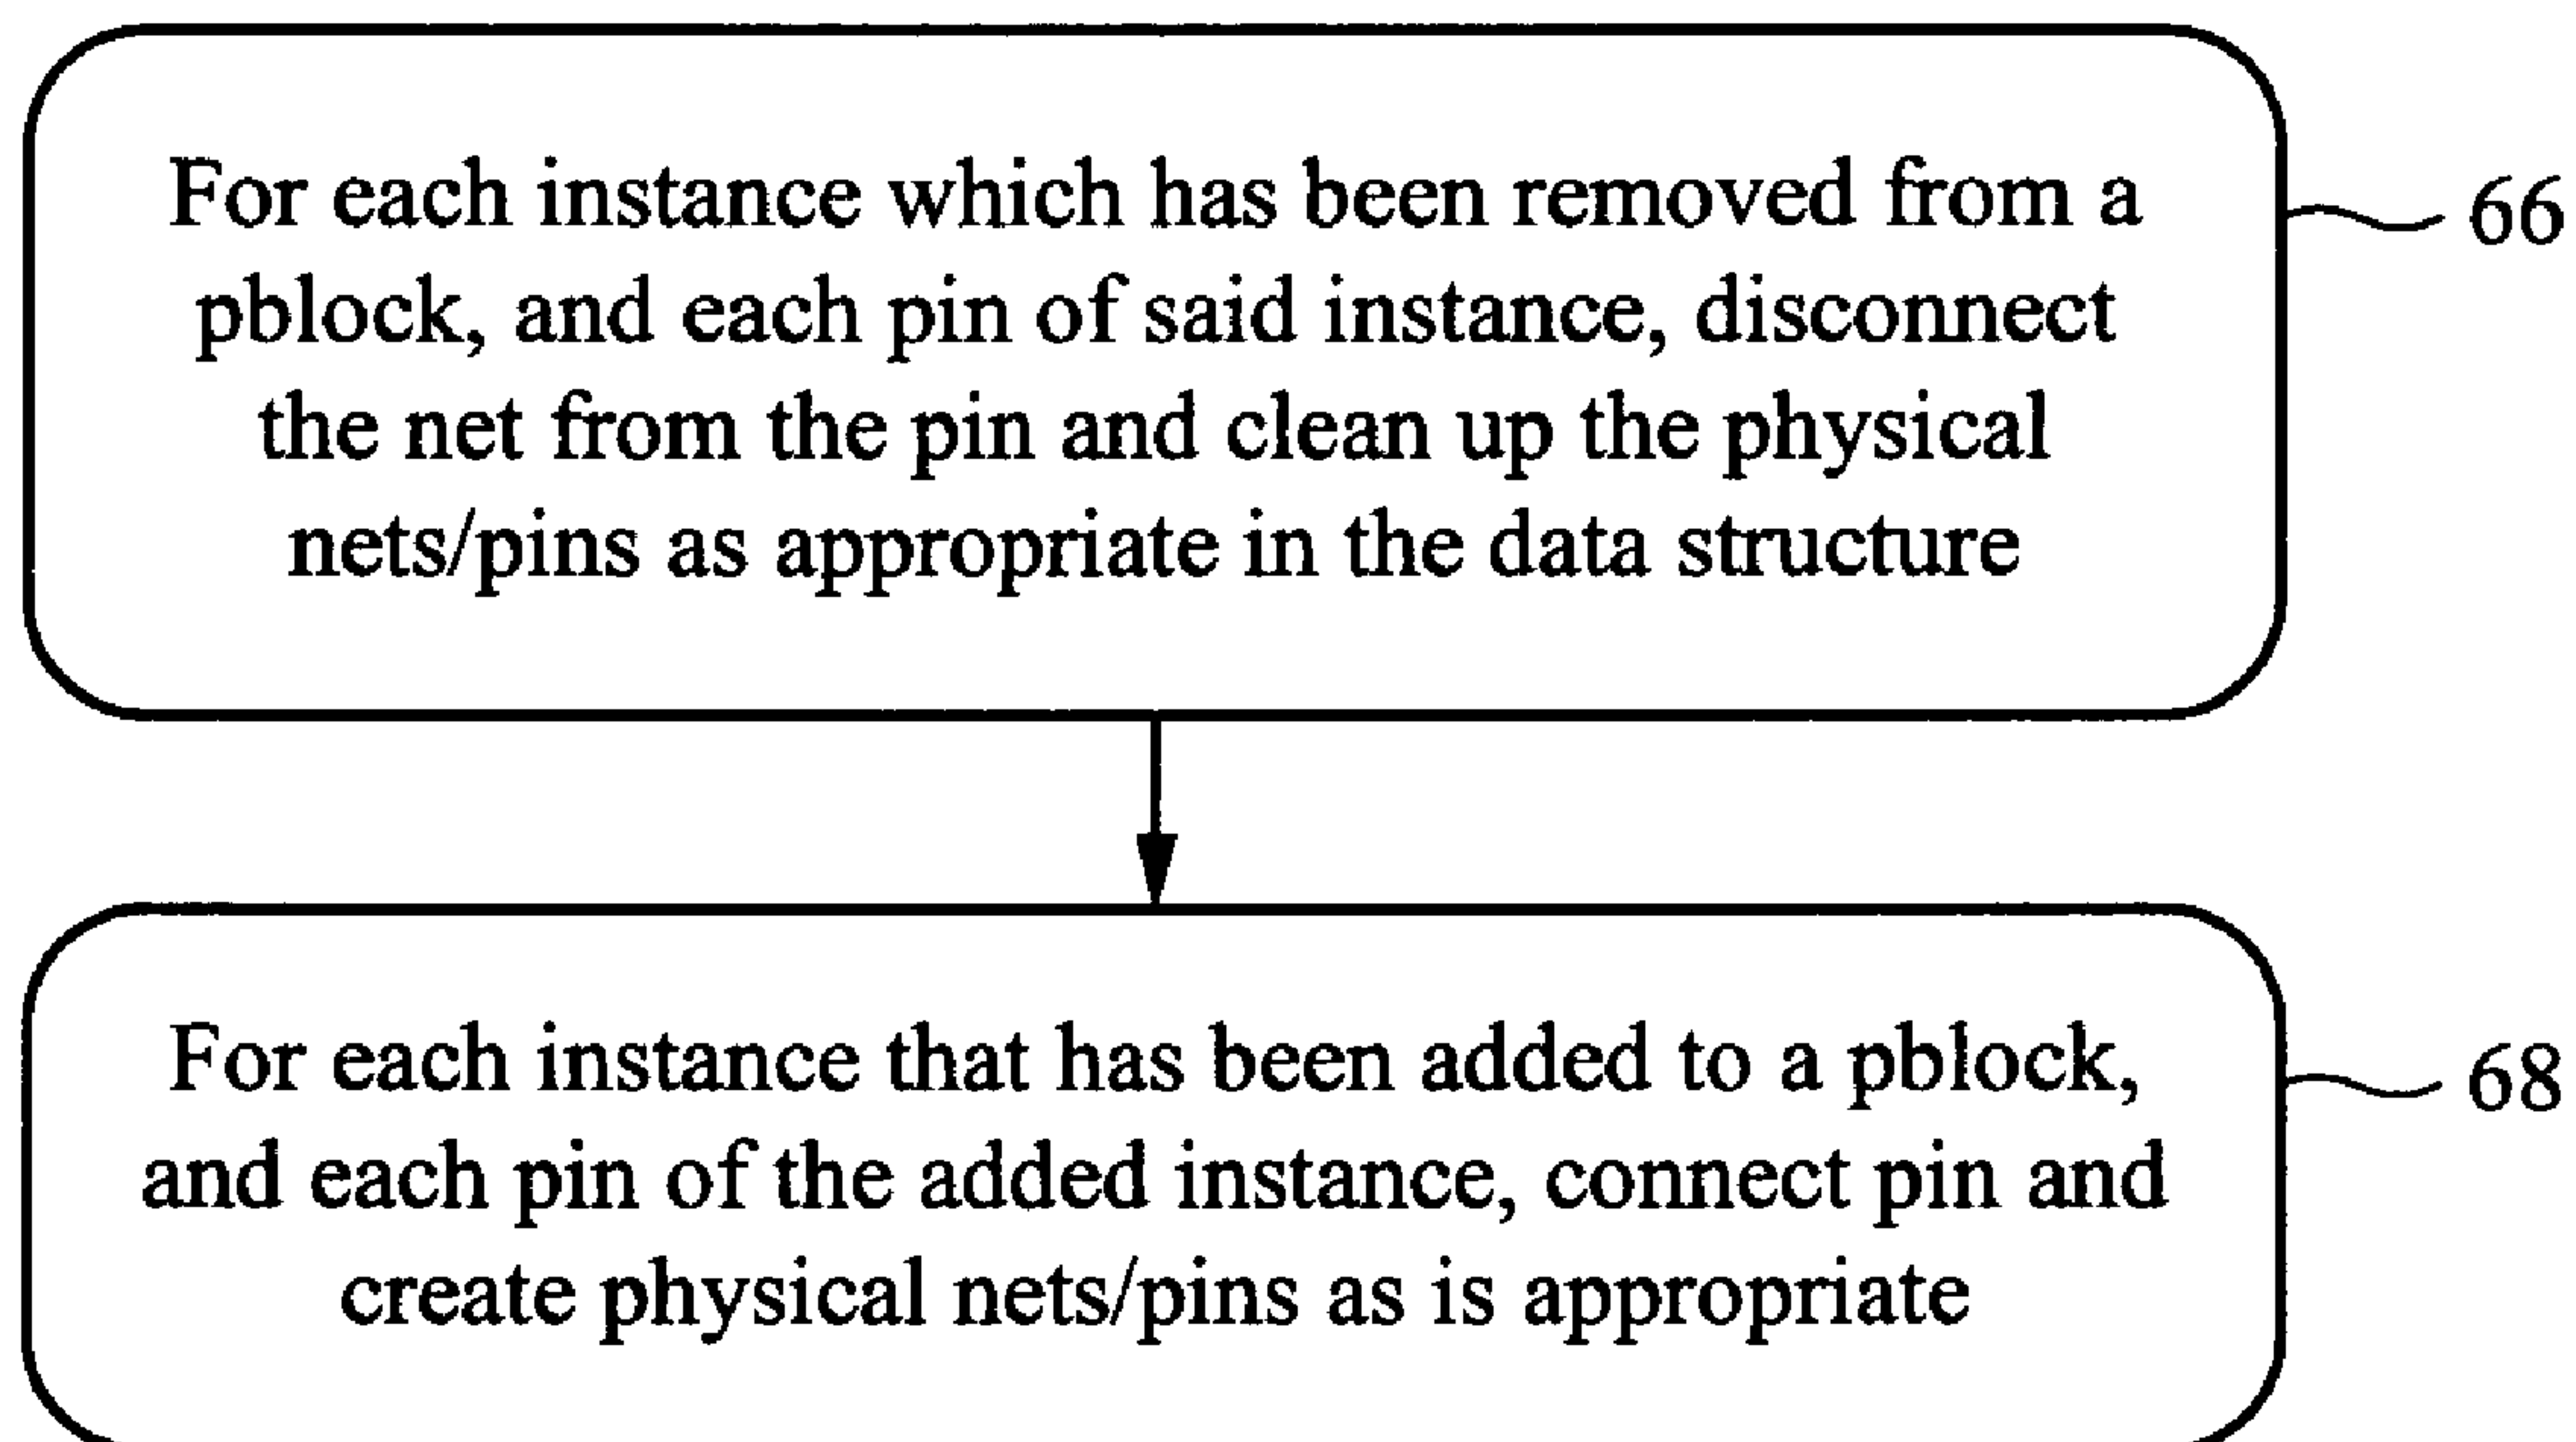 For each instance which has been removed from a
pblock, and each pin of said instance, disconnect
the net from the pin and clean up the physical
nets/pins as appropriate in the data structure
66
For each instance that has been added to a pblock,
and each pin of the added instance, connect pin and
create physical nets/pins as is appropriate
68